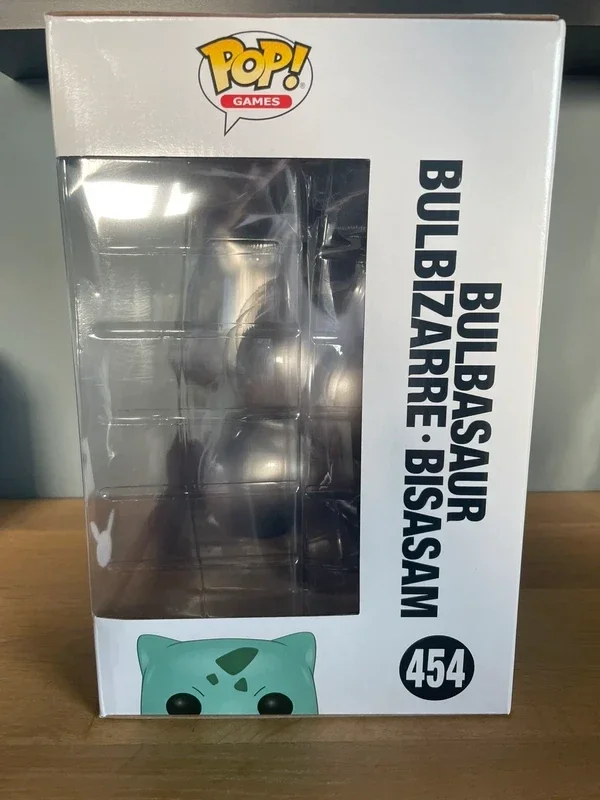 POP!
GAMES
BULBASAUR
BULBIZARRE · BISASAM
454